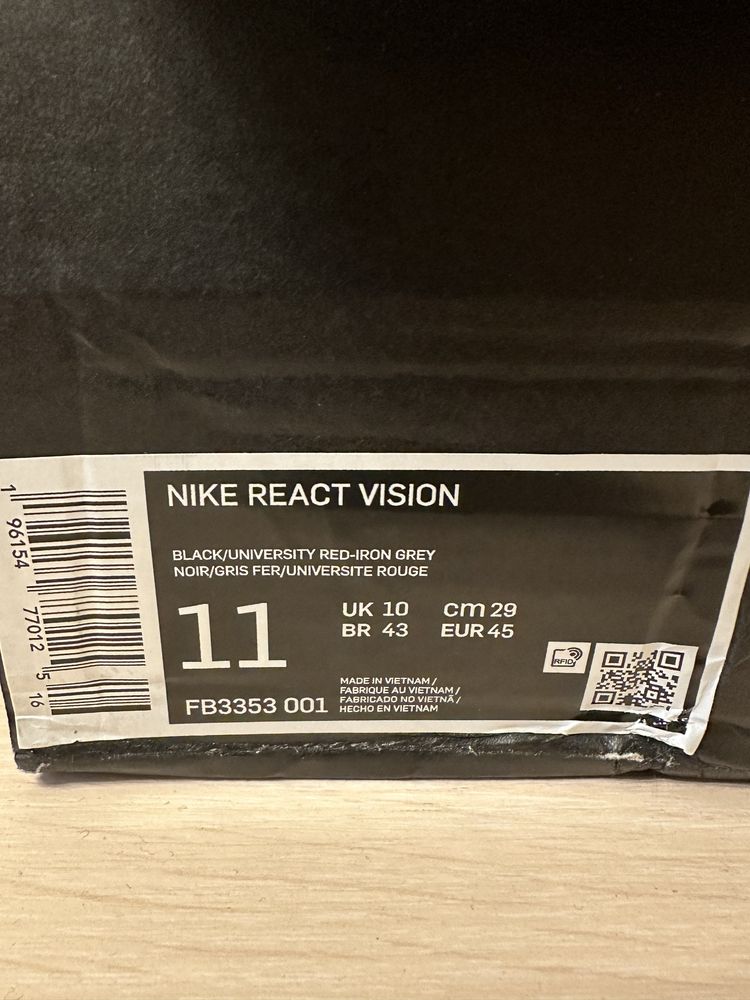 NIKE REACT VISION
BLACK/UNIVERSITY RED-IRON GREY
NOIR/GRIS FER/UNIVERSITE ROUGE
11
UK 10 cm 29
BR 43 EUR 45
RFID
FB3353 001
MADE IN VIETNAM /
FABRIQUE AU VIETNAM /
FABRICADO NO VIETNÃ /
HECHO EN VIETNAM
1 96154 77012 5 16